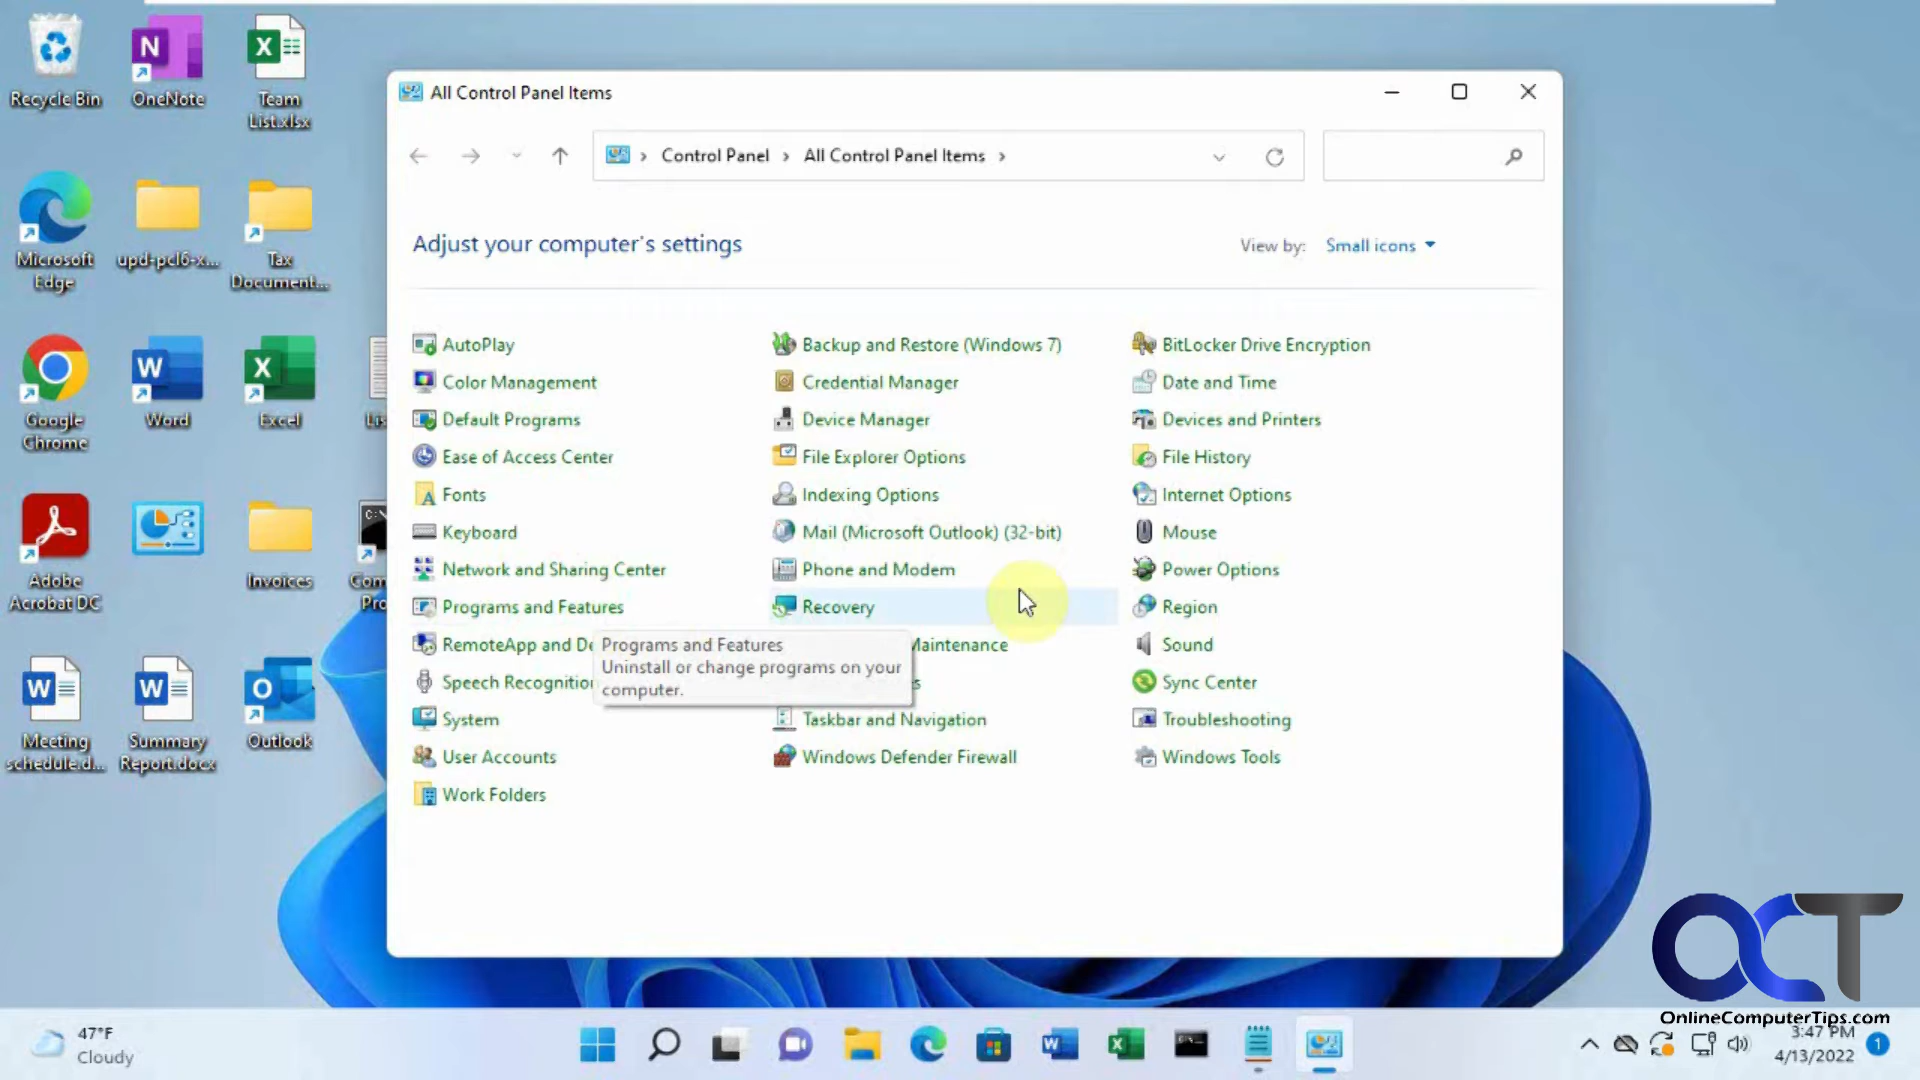 Recycle Bin
OneNote
Team
List.xlsx
Microsoft
Edge
upd-pcl6-x...
Tax
Document...
Google
Chrome
Word
Excel
Lis
Adobe
Acrobat DC
Invoices
Com
Pro
Meeting
schedule.d...
Summary
Report.docx
Outlook
All Control Panel Items
Control Panel > All Control Panel Items >
Adjust your computer's settings
View by: Small icons
AutoPlay
Backup and Restore (Windows 7)
BitLocker Drive Encryption
Color Management
Credential Manager
Date and Time
Default Programs
Device Manager
Devices and Printers
Ease of Access Center
File Explorer Options
File History
Fonts
Indexing Options
Internet Options
Keyboard
Mail (Microsoft Outlook) (32-bit)
Mouse
Network and Sharing Center
Phone and Modem
Power Options
Programs and Features
Recovery
Region
RemoteApp and De
Maintenance
Sound
Programs and Features
Uninstall or change programs on your
computer.
Speech Recognition
s
Sync Center
System
Taskbar and Navigation
Troubleshooting
User Accounts
Windows Defender Firewall
Windows Tools
Work Folders
OCT
OnlineComputerTips.com
47°F
Cloudy
3:47 PM
4/13/2022
1